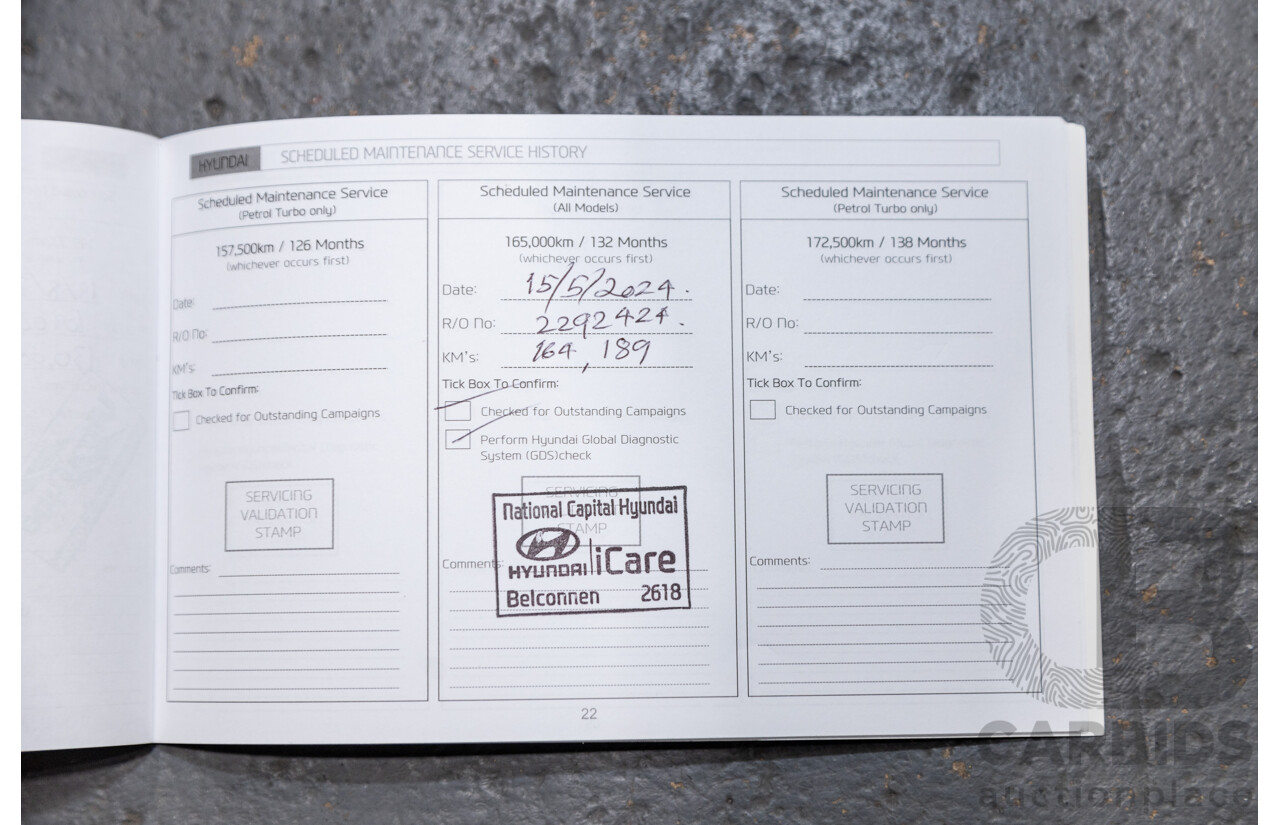 HYUNDAI SCHEDULED MAINTENANCE SERVICE HISTORY
Scheduled Maintenance Service
(Petrol Turbo only)
157,500km / 126 Months
(whichever occurs first)
Date:
R/O No:
KM's:
Tick Box To Confirm:
Checked for Outstanding Campaigns
SERVICING
VALIDATION
STAMP
Comments:
Scheduled Maintenance Service
(All Models)
165,000km / 132 Months
(whichever occurs first)
Date: 15/5/2024.
R/O No: 2292424.
KM's: 164,189
Tick Box To Confirm:
Checked for Outstanding Campaigns
Perform Hyundai Global Diagnostic
System (GDS)check
SERVICING
STAMP
National Capital Hyundai
HYUNDAI iCare
Belconnen 2618
Comments:
Scheduled Maintenance Service
(Petrol Turbo only)
172,500km / 138 Months
(whichever occurs first)
Date:
R/O No:
KM's:
Tick Box To Confirm:
Checked for Outstanding Campaigns
SERVICING
VALIDATION
STAMP
Comments:
22
CARBIDS
auctionplace